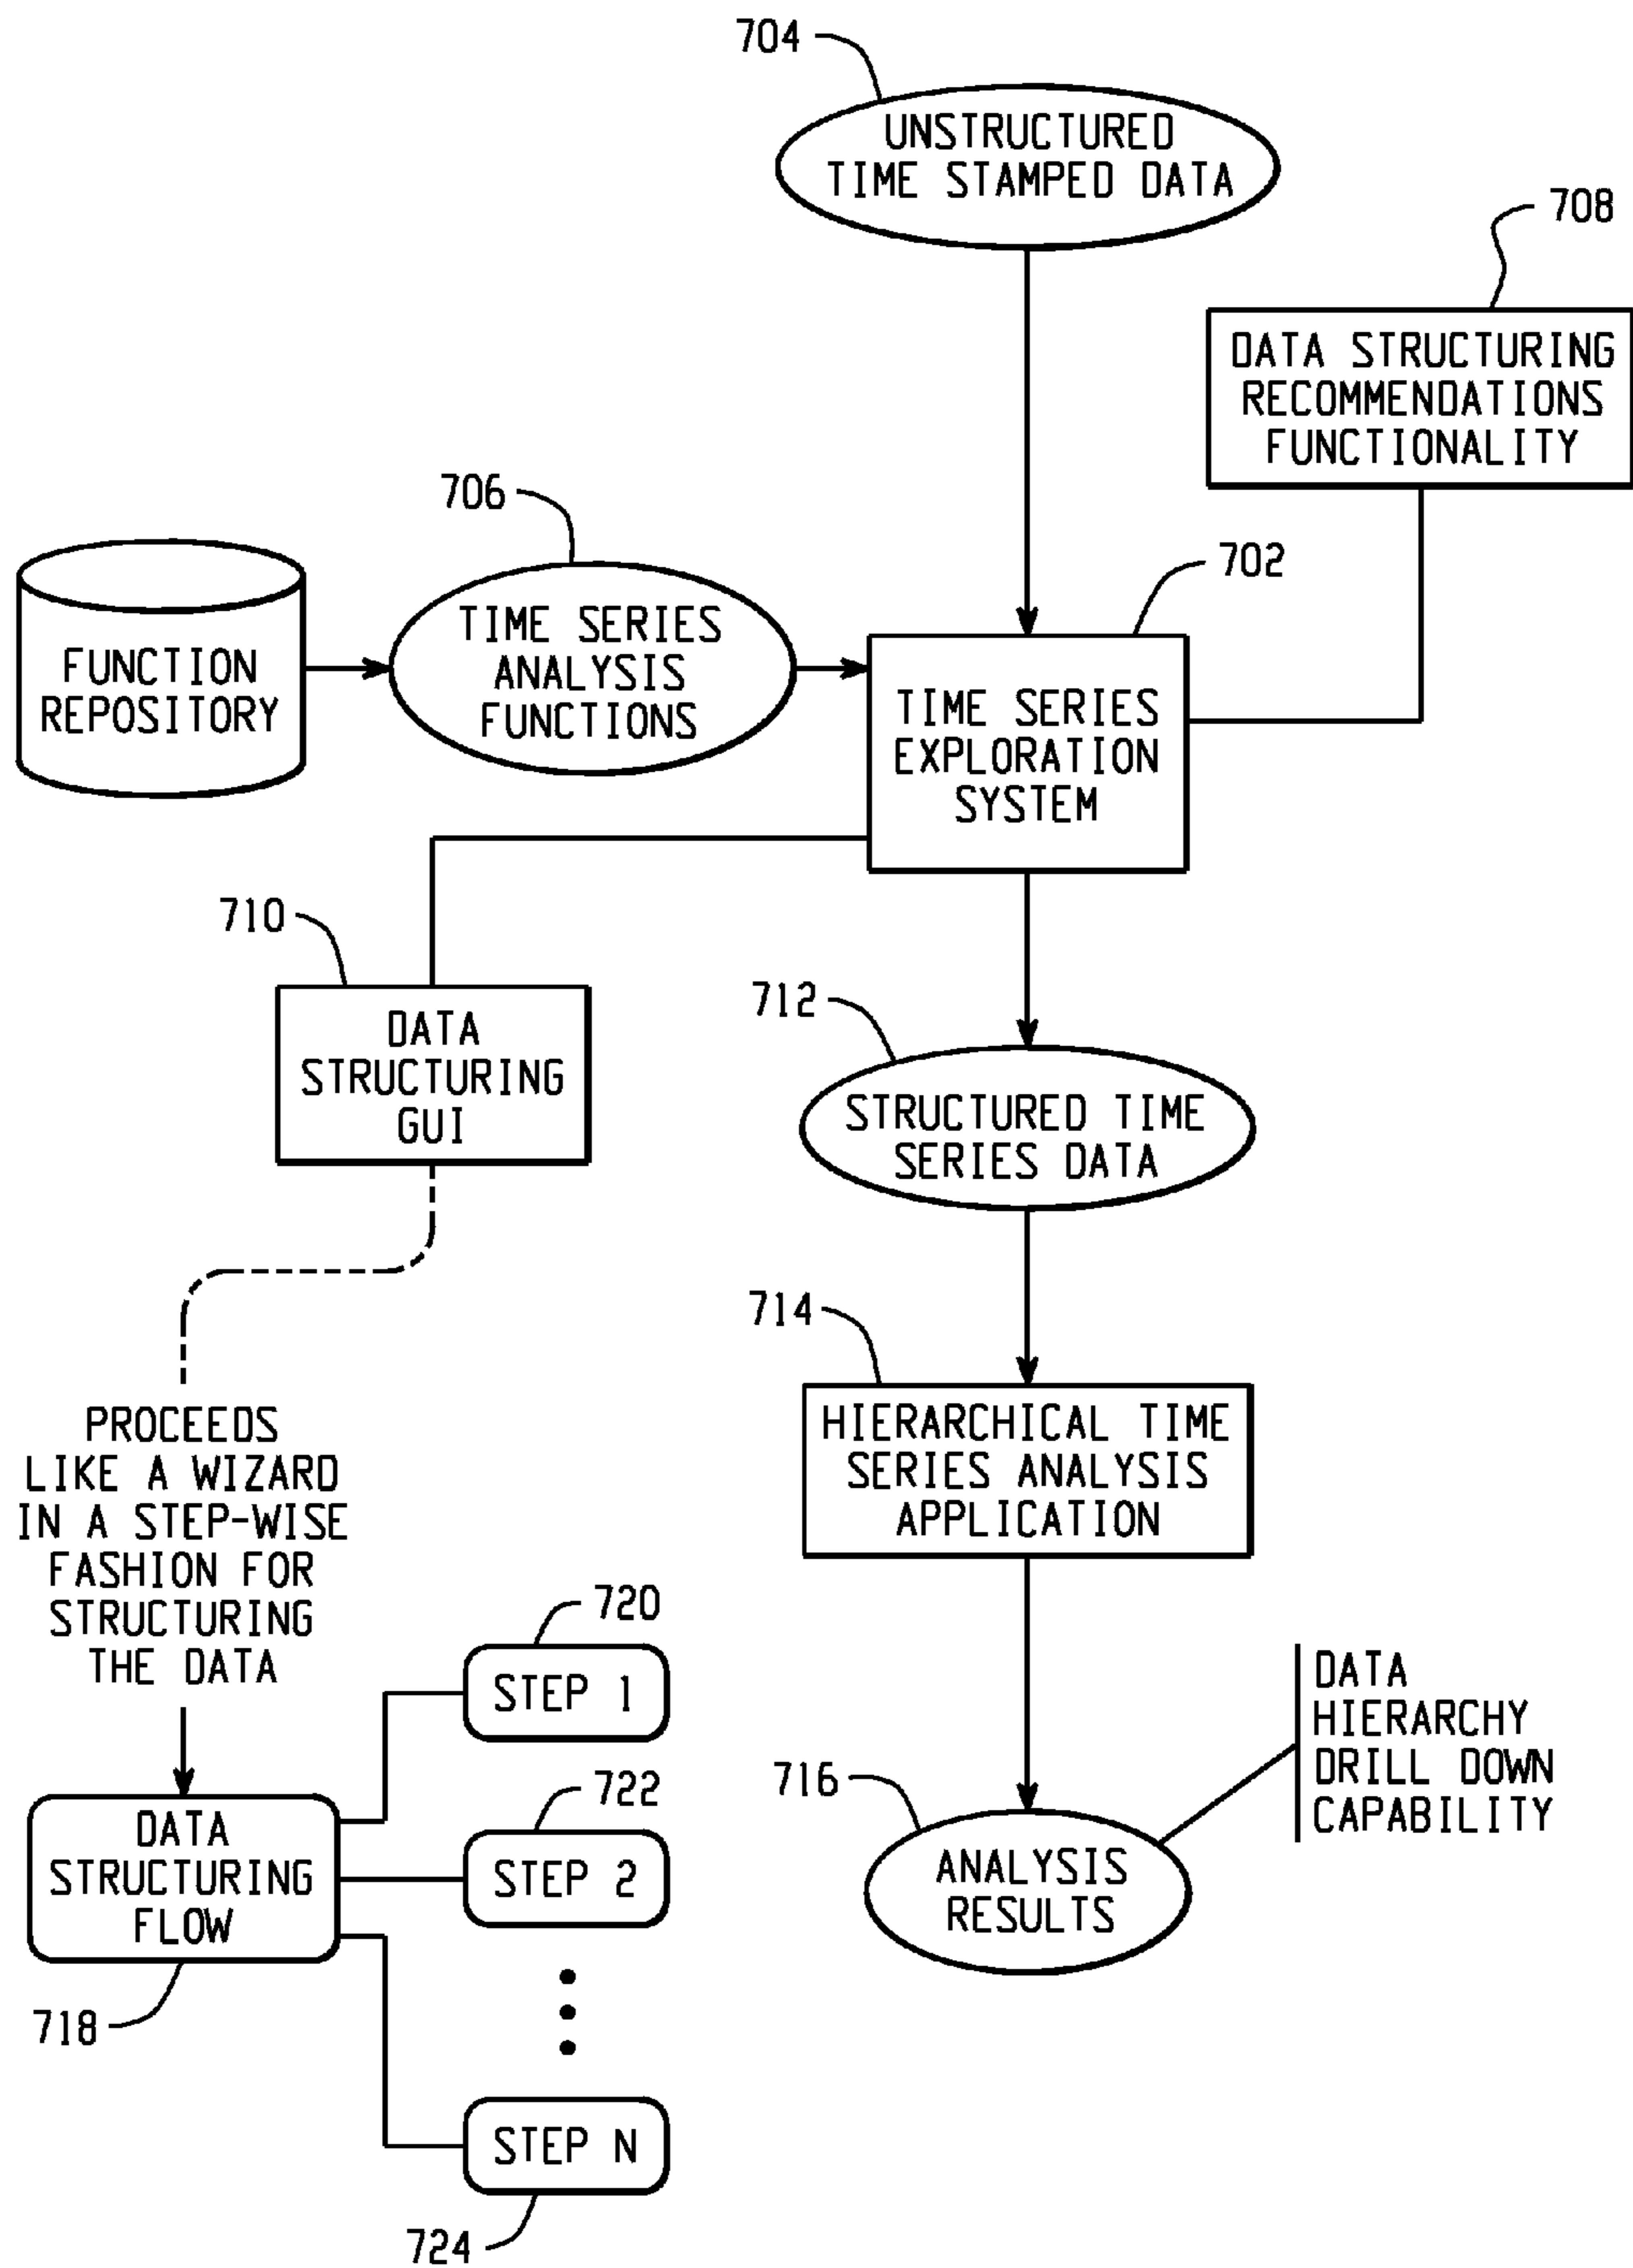 704
UNSTRUCTURED
TIME STAMPED DATA
708
DATA STRUCTURING
RECOMMENDATIONS
FUNCTIONALITY
706
702
FUNCTION
REPOSITORY
TIME SERIES
ANALYSIS
FUNCTIONS
TIME SERIES
EXPLORATION
SYSTEM
710
DATA
STRUCTURING
GUI
712
STRUCTURED TIME
SERIES DATA
714
HIERARCHICAL TIME
SERIES ANALYSIS
APPLICATION
PROCEEDS
LIKE A WIZARD
IN A STEP-WISE
FASHION FOR
STRUCTURING
THE DATA
720
STEP 1
722
STEP 2
DATA
STRUCTURING
FLOW
718
STEP N
724
716
ANALYSIS
RESULTS
DATA
HIERARCHY
DRILL DOWN
CAPABILITY